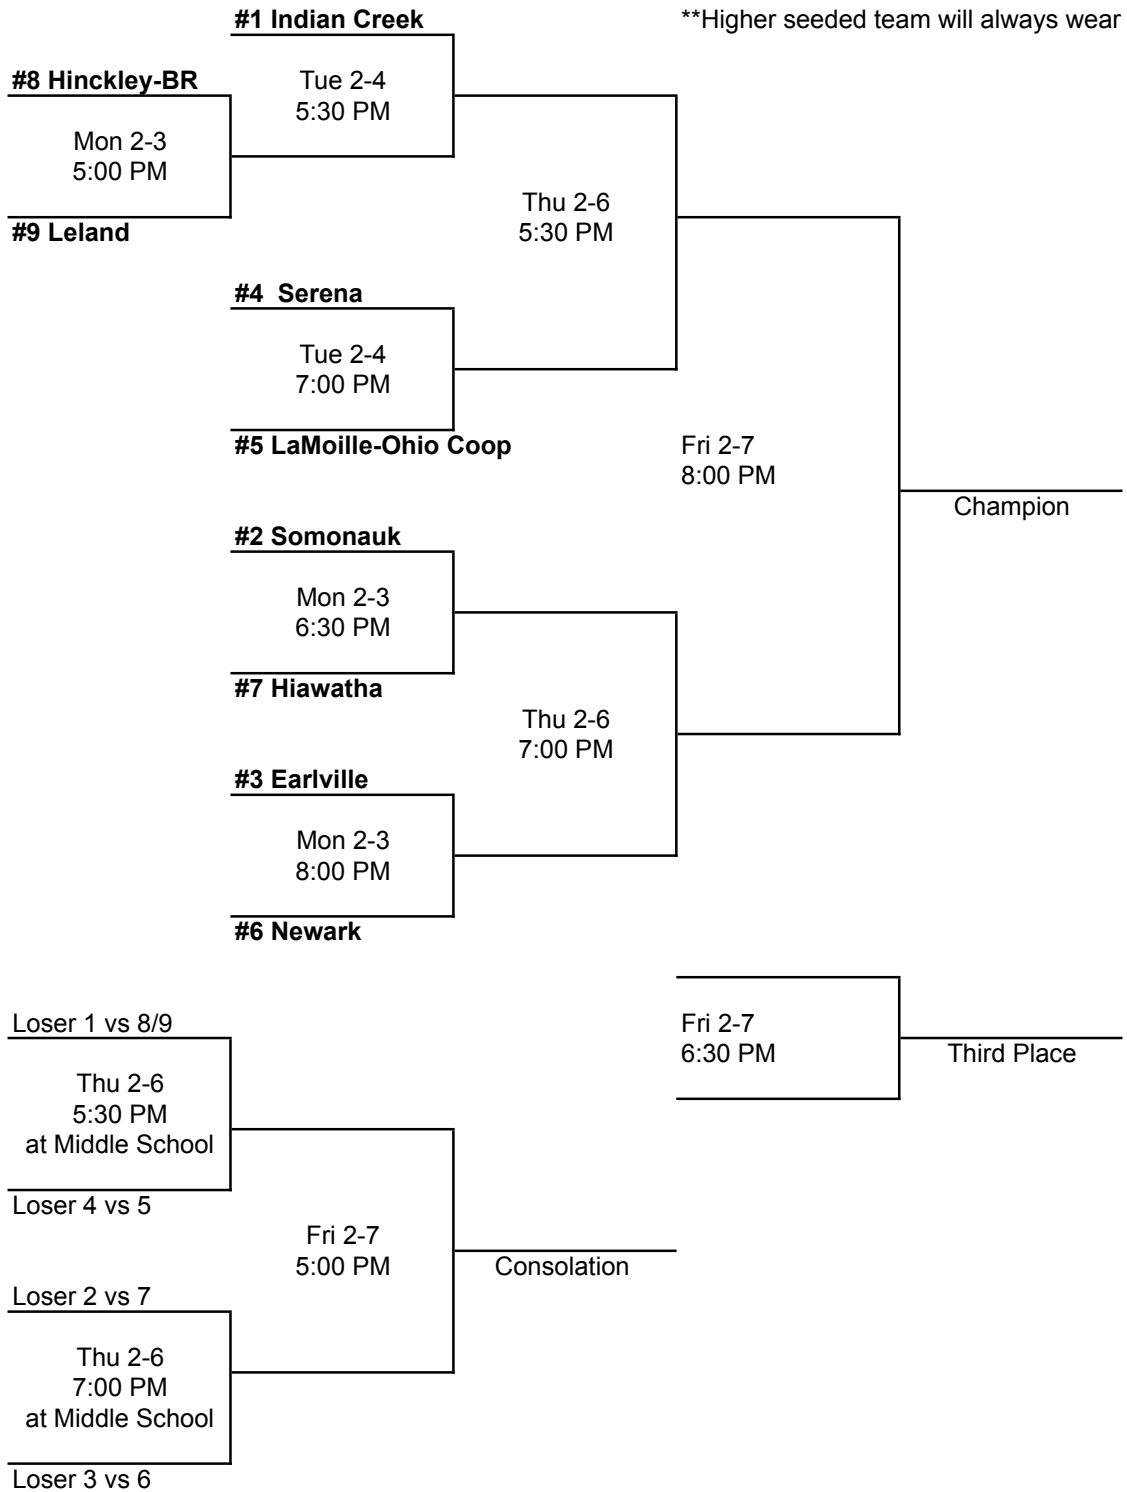 #1 Indian Creek
**Higher seeded team will always wear
#8 Hinckley-BR
Tue 2-4
5:30 PM
Mon 2-3
5:00 PM
#9 Leland
Thu 2-6
5:30 PM
#4  Serena
Tue 2-4
7:00 PM
#5 LaMoille-Ohio Coop
Fri 2-7
8:00 PM
Champion
#2 Somonauk
Mon 2-3
6:30 PM
#7 Hiawatha
Thu 2-6
7:00 PM
#3 Earlville
Mon 2-3
8:00 PM
#6 Newark
Fri 2-7
6:30 PM
Third Place
Loser 1 vs 8/9
Thu 2-6
5:30 PM
at Middle School
Loser 4 vs 5
Fri 2-7
5:00 PM
Consolation
Loser 2 vs 7
Thu 2-6
7:00 PM
at Middle School
Loser 3 vs 6